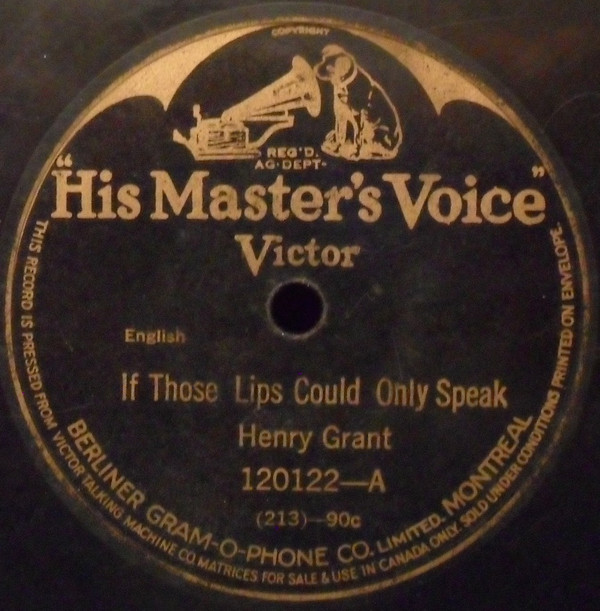 COPYRIGHT
REG'D.
AG·DEPT·
"His Master's Voice"
Victor
English
If Those Lips Could Only Speak
Henry Grant
120122—A
(213)—90c
BERLINER GRAM-O-PHONE CO. LIMITED. MONTREAL
THIS RECORD IS PRESSED FROM VICTOR TALKING MACHINE CO. MATRICES FOR SALE & USE IN CANADA ONLY. SOLD UNDER CONDITIONS PRINTED ON ENVELOPE